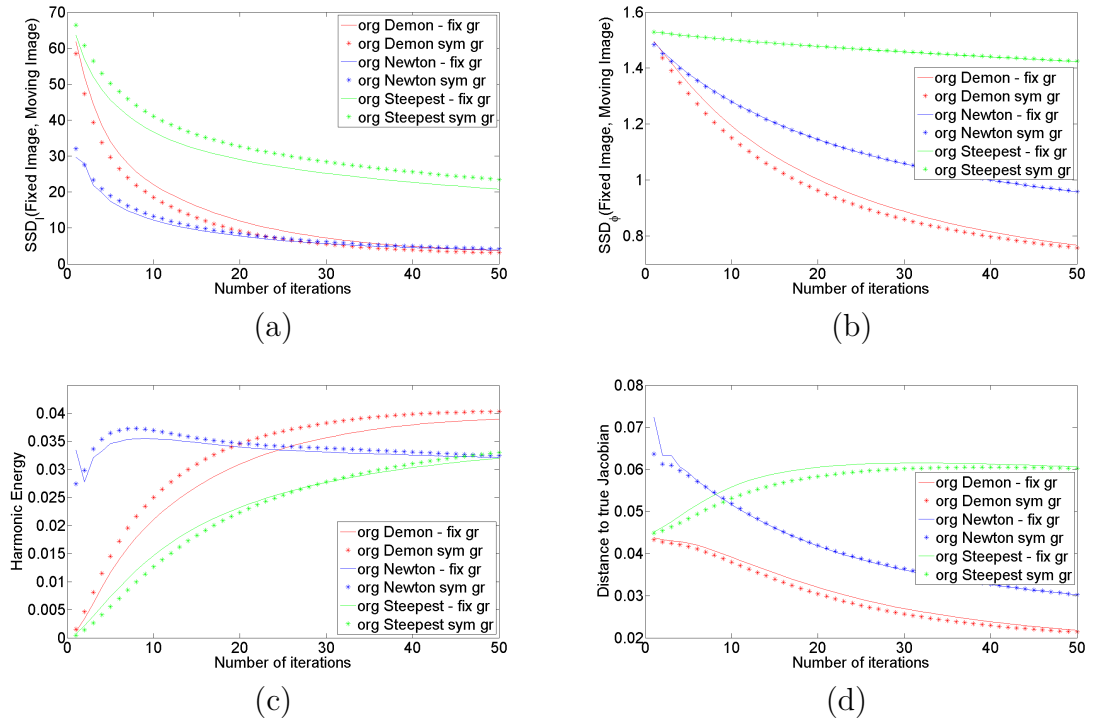 70
60
50
40
30
20
10
0
SSD_I(Fixed Image, Moving Image)
org Demon - fix gr
org Demon sym gr
org Newton - fix gr
org Newton sym gr
org Steepest - fix gr
org Steepest sym gr
0 10 20 30 40 50
Number of iterations
(a)
1.6
1.4
1.2
1
0.8
SSD_ϕ(Fixed Image, Moving Image)
org Demon - fix gr
org Demon sym gr
org Newton - fix gr
org Newton sym gr
org Steepest - fix gr
org Steepest sym gr
0 10 20 30 40 50
Number of iterations
(b)
0.04
0.035
0.03
0.025
0.02
0.015
0.01
0.005
0
Harmonic Energy
org Demon - fix gr
org Demon sym gr
org Newton - fix gr
org Newton sym gr
org Steepest - fix gr
org Steepest sym gr
0 10 20 30 40 50
Number of iterations
(c)
0.08
0.07
0.06
0.05
0.04
0.03
0.02
Distance to true Jacobian
org Demon - fix gr
org Demon sym gr
org Newton - fix gr
org Newton sym gr
org Steepest - fix gr
org Steepest sym gr
0 10 20 30 40 50
Number of iterations
(d)